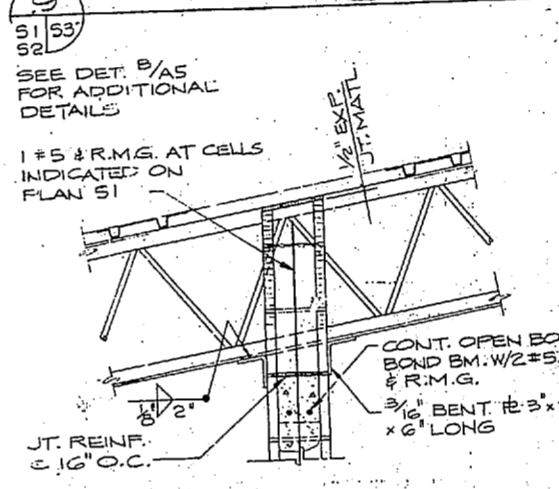 9
S1 S3
S2
SEE DET. B/A5
FOR ADDITIONAL
DETAILS
1/2" EXP.
JT. MATL.
1 #5 & R.M.G. AT CELLS
INDICATED ON
PLAN S1
CONT. OPEN BO
BOND BM. W/2 #5
& R.M.G.
3/16" BENT PL 3" x
x 6" LONG
1/8 2"
JT. REINF.
@ 16" O.C.